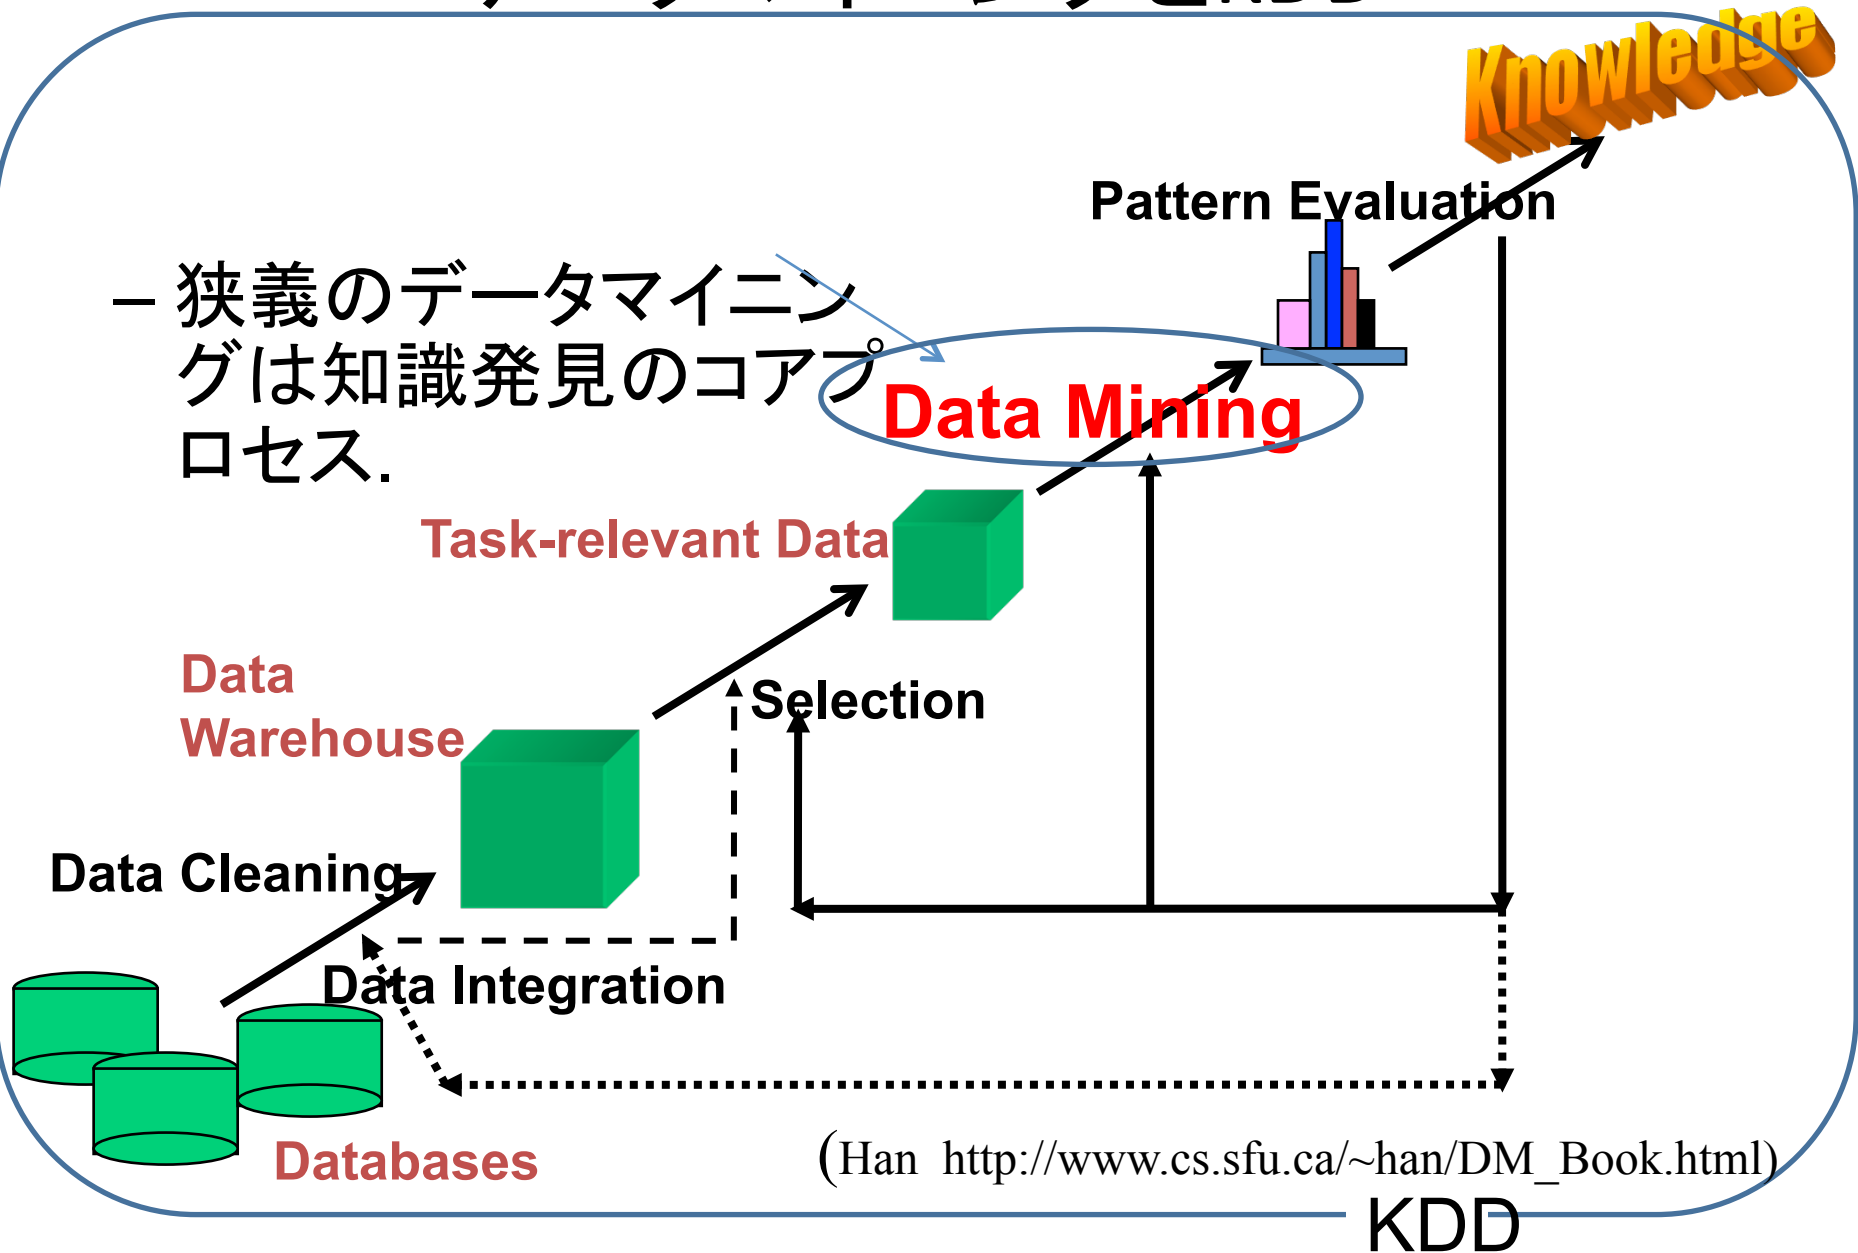 KDD
Knowledge
Pattern Evaluation
– 狭義のデータマイニン
グは知識発見のコアプ
ロセス.
Data Mining
Task-relevant Data
Data
Warehouse
Selection
Data Cleaning
Data Integration
Databases
(Han http://www.cs.sfu.ca/~han/DM_Book.html)
KDD